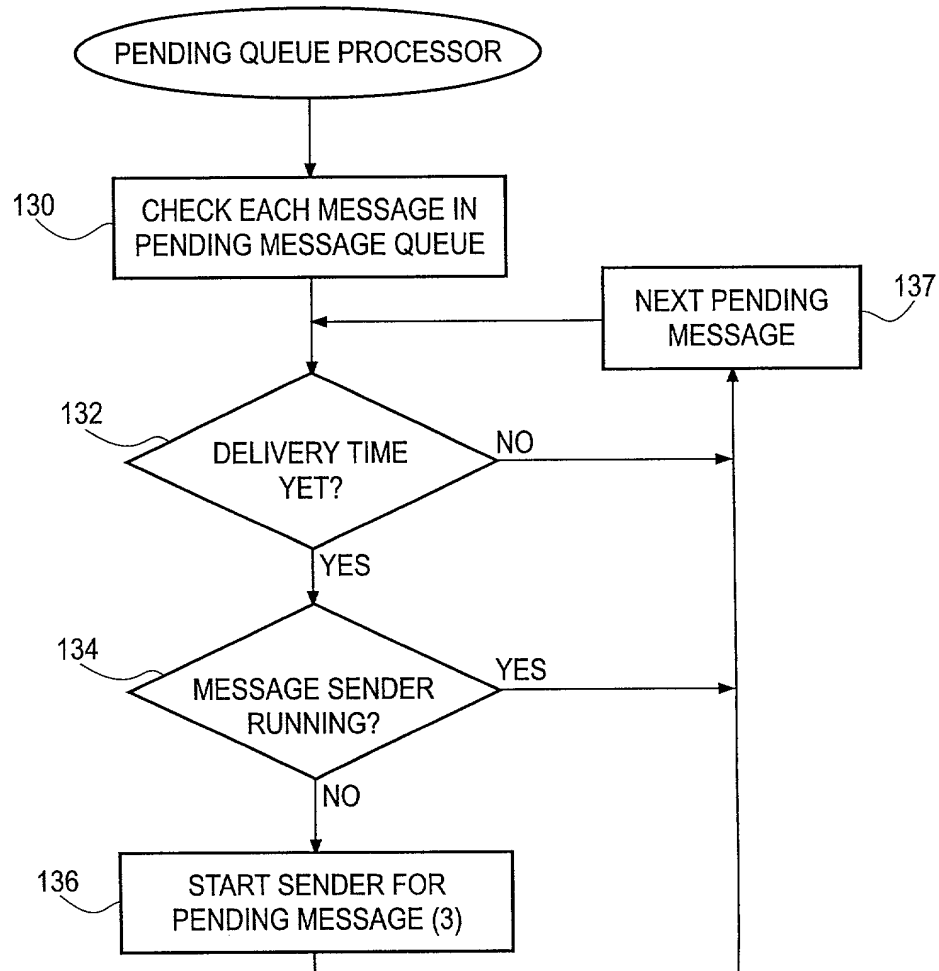 PENDING QUEUE PROCESSOR
130
CHECK EACH MESSAGE IN
PENDING MESSAGE QUEUE
NEXT PENDING
MESSAGE
137
132
DELIVERY TIME
YET?
NO
YES
134
MESSAGE SENDER
RUNNING?
YES
NO
136
START SENDER FOR
PENDING MESSAGE (3)